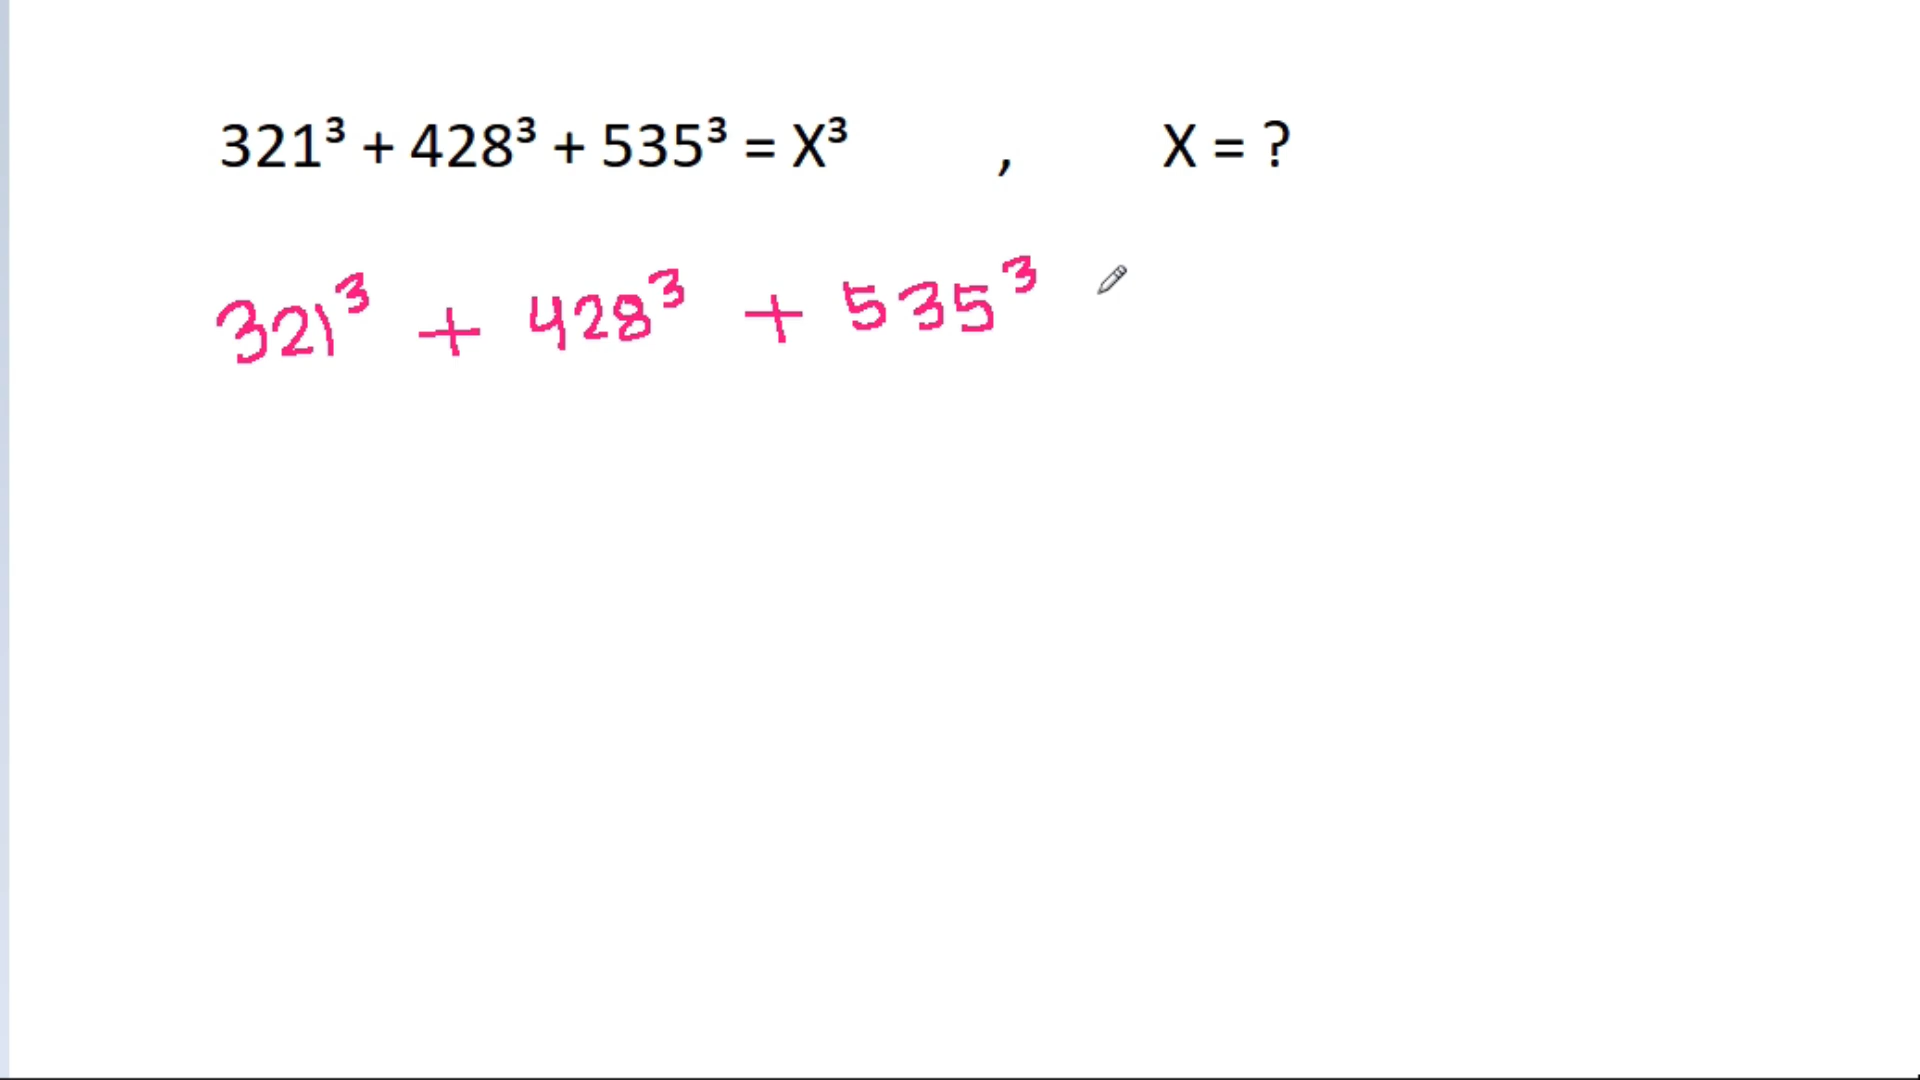 321³ + 428³ + 535³ = X³ , X = ?
321³ + 428³ + 535³